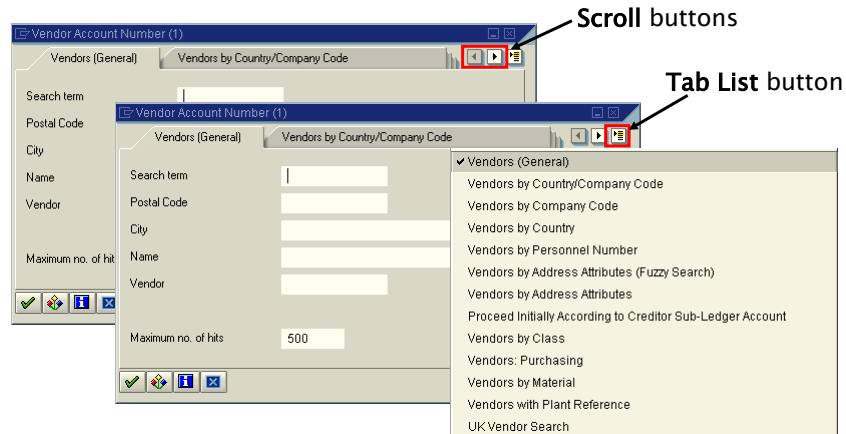 Scroll buttons
Vendor Account Number (1)
Vendors (General)
Vendors by Country/Company Code
Search term
Postal Code
City
Name
Vendor
Maximum no. of hit
Tab List button
Vendor Account Number (1)
Vendors (General)
Vendors by Country/Company Code
Search term
Postal Code
City
Name
Vendor
Maximum no. of hits 500
Vendors (General)
Vendors by Country/Company Code
Vendors by Company Code
Vendors by Country
Vendors by Personnel Number
Vendors by Address Attributes (Fuzzy Search)
Vendors by Address Attributes
Proceed Initially According to Creditor Sub-Ledger Account
Vendors by Class
Vendors: Purchasing
Vendors by Material
Vendors with Plant Reference
UK Vendor Search